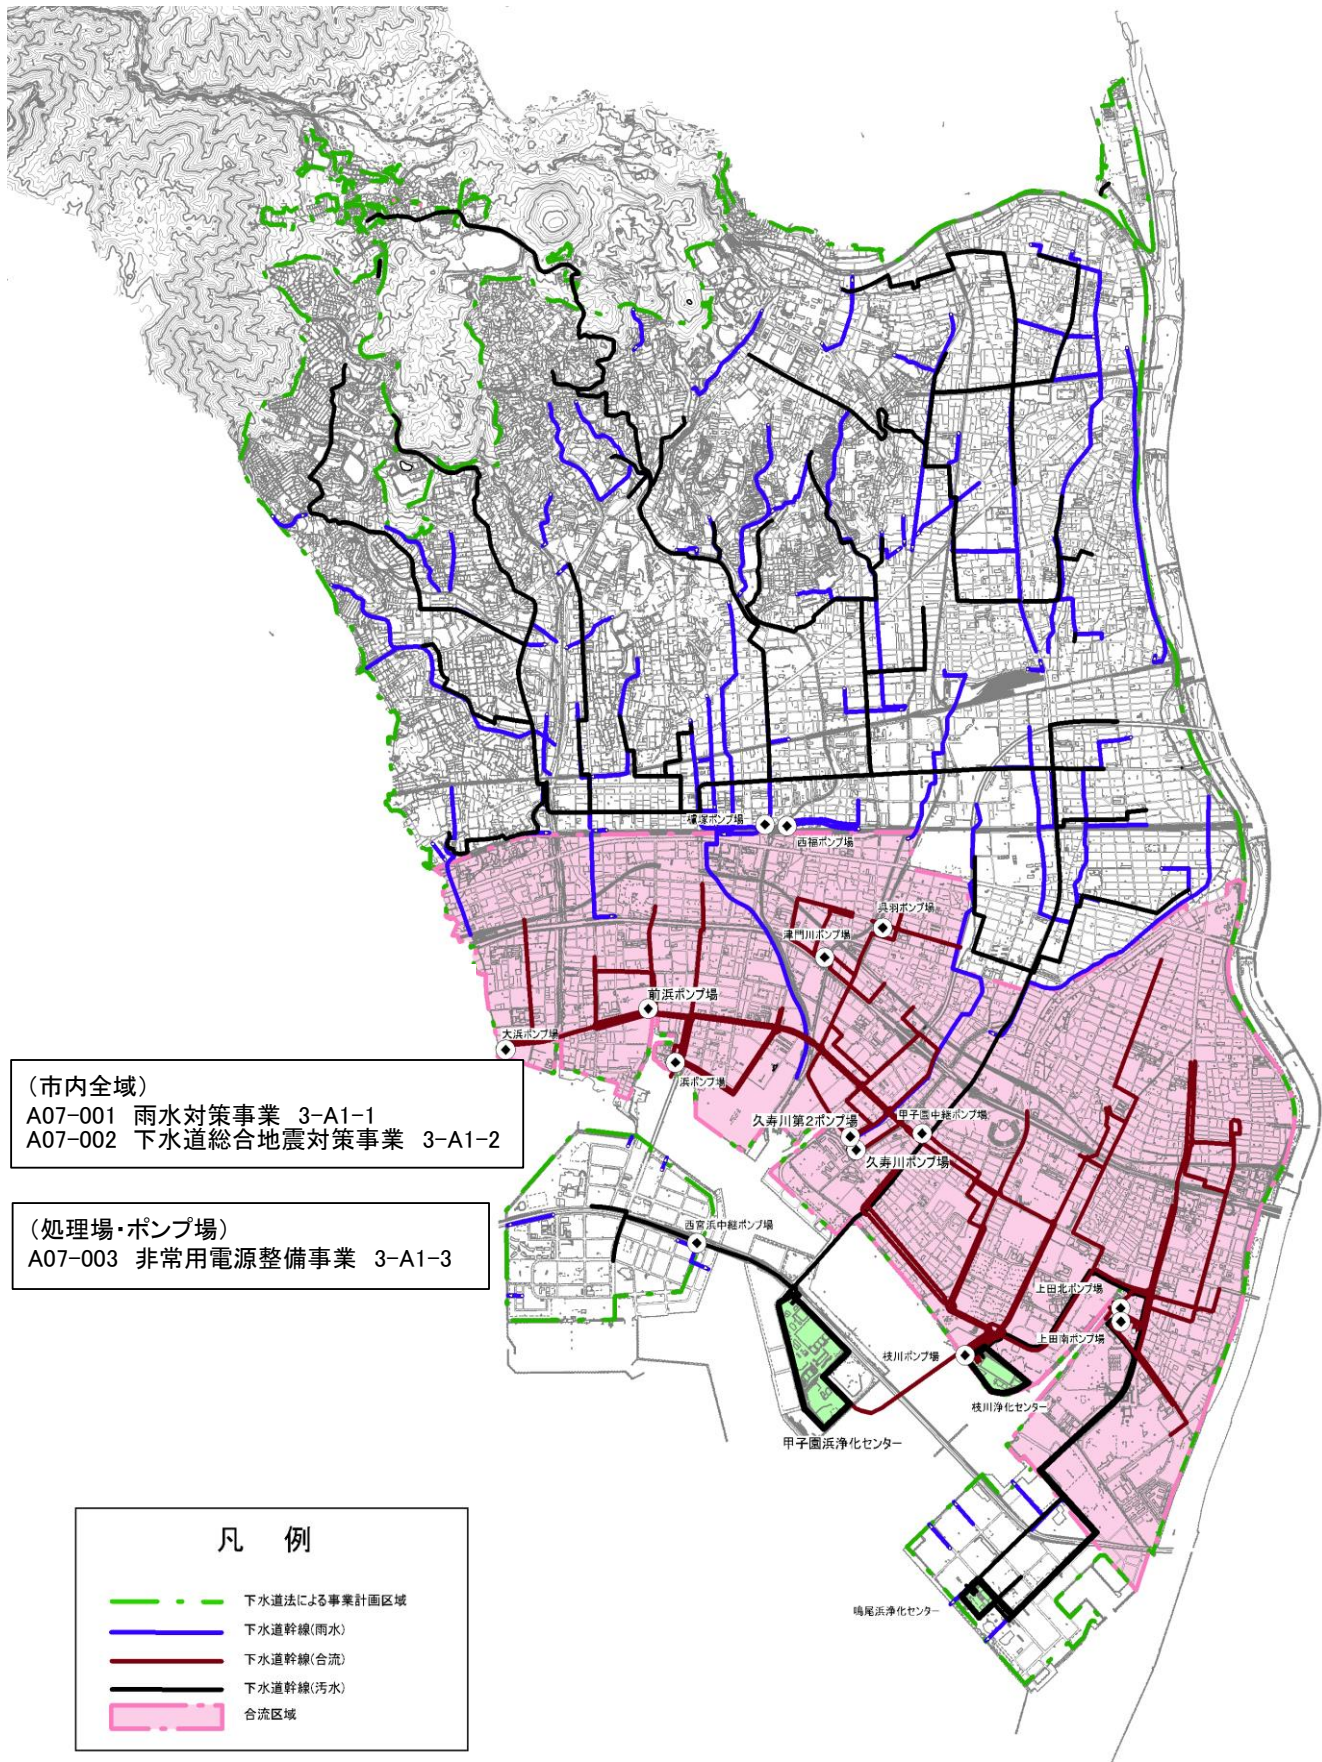 櫨塚ポンプ場
西福ポンプ場
呉羽ポンプ場
津門川ポンプ場
前浜ポンプ場
大浜ポンプ場
浜ポンプ場
久寿川第2ポンプ場
甲子園中継ポンプ場
久寿川ポンプ場
(市内全域)
A07-001 雨水対策事業 3-A1-1
A07-002 下水道総合地震対策事業 3-A1-2
(処理場・ポンプ場)
A07-003 非常用電源整備事業 3-A1-3
西宮浜中継ポンプ場
上田北ポンプ場
上田南ポンプ場
枝川ポンプ場
枝川浄化センター
甲子園浜浄化センター
鳴尾浜浄化センター
凡 例
下水道法による事業計画区域
下水道幹線(雨水)
下水道幹線(合流)
下水道幹線(汚水)
合流区域